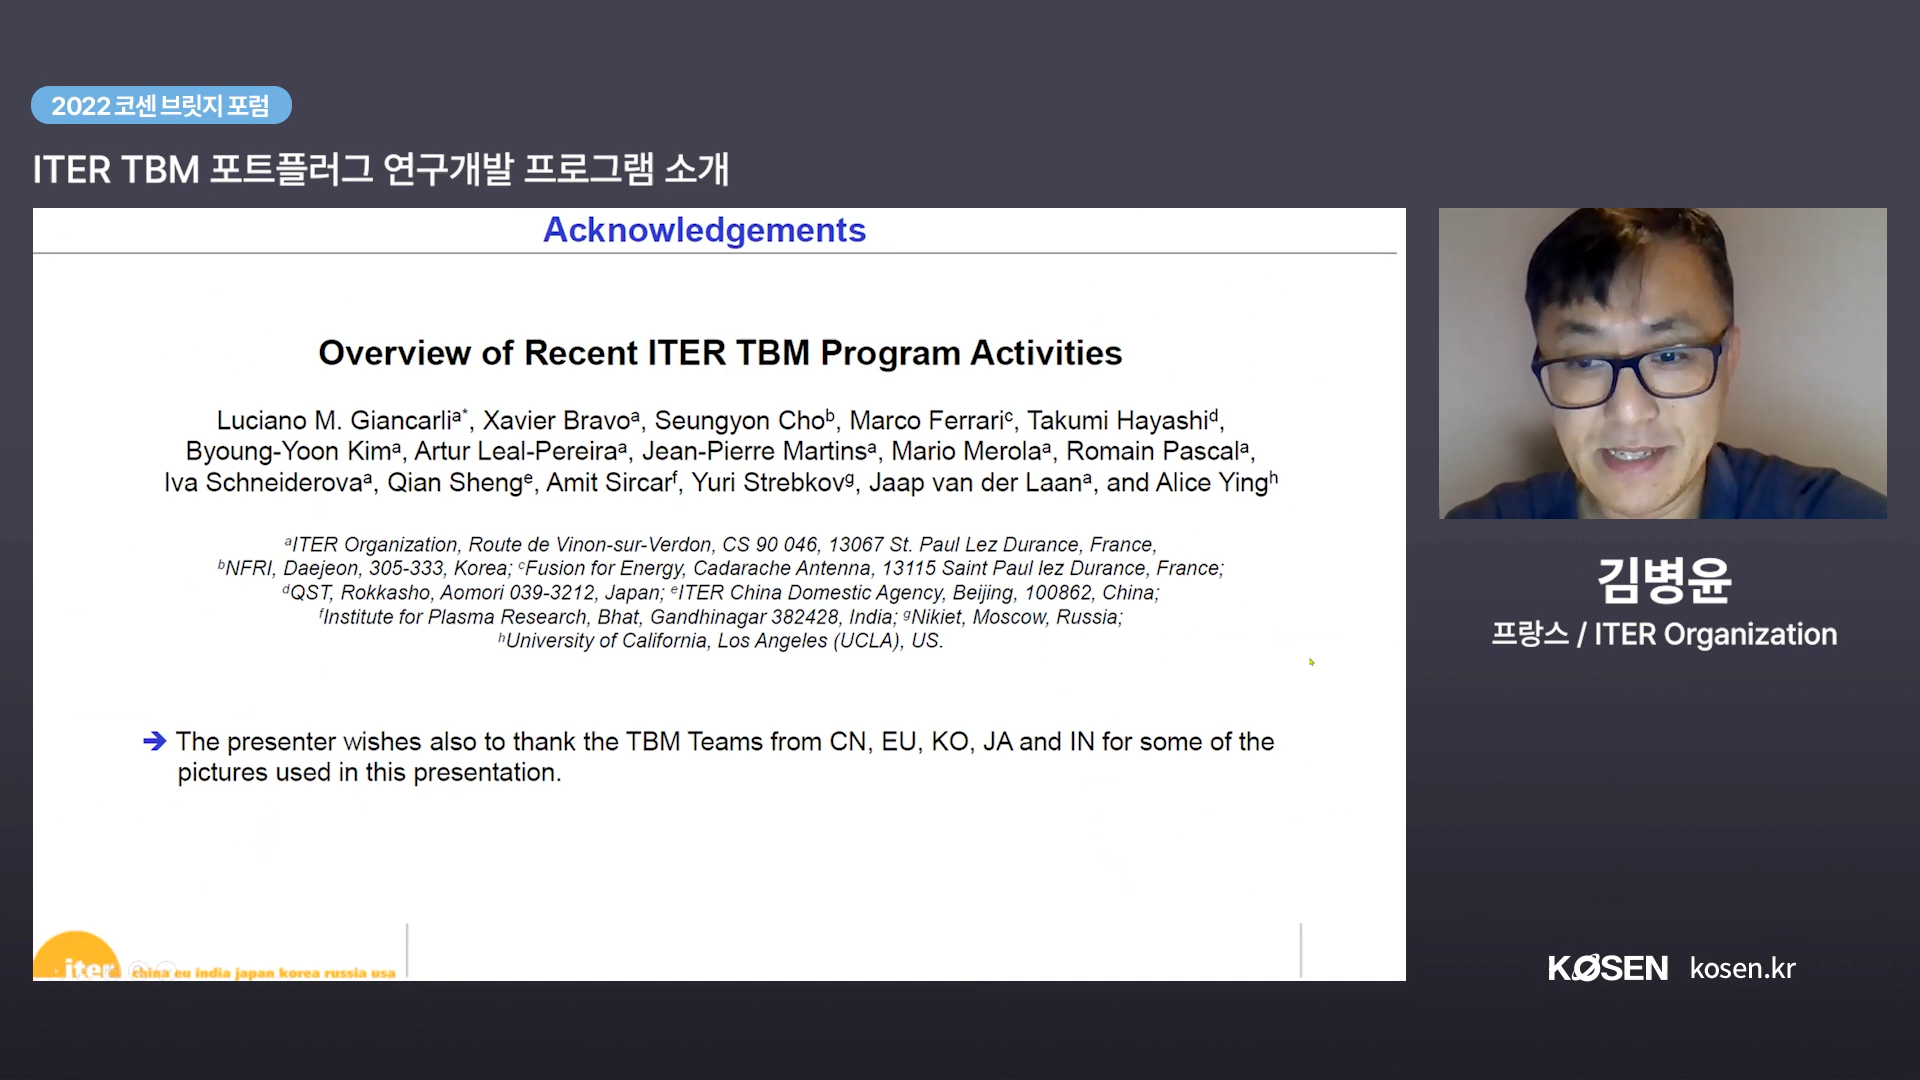 2022 코센 브릿지 포럼
ITER TBM 포트플러그 연구개발 프로그램 소개
Acknowledgements
Overview of Recent ITER TBM Program Activities
Luciano M. Giancarliᵃ*, Xavier Bravoᵃ, Seungyon Choᵇ, Marco Ferrariᶜ, Takumi Hayashiᵈ,
Byoung-Yoon Kimᵃ, Artur Leal-Pereiraᵃ, Jean-Pierre Martinsᵃ, Mario Merolaᵃ, Romain Pascalᵃ,
Iva Schneiderovaᵃ, Qian Shengᵉ, Amit Sircarᶠ, Yuri Strebkovᵍ, Jaap van der Laanᵃ, and Alice Yingʰ
ᵃITER Organization, Route de Vinon-sur-Verdon, CS 90 046, 13067 St. Paul Lez Durance, France,
ᵇNFRI, Daejeon, 305-333, Korea; ᶜFusion for Energy, Cadarache Antenna, 13115 Saint Paul lez Durance, France;
ᵈQST, Rokkasho, Aomori 039-3212, Japan; ᵉITER China Domestic Agency, Beijing, 100862, China;
ᶠInstitute for Plasma Research, Bhat, Gandhinagar 382428, India; ᵍNikiet, Moscow, Russia;
ʰUniversity of California, Los Angeles (UCLA), US.
➔ The presenter wishes also to thank the TBM Teams from CN, EU, KO, JA and IN for some of the
pictures used in this presentation.
iter china eu india japan korea russia usa
김병윤
프랑스 / ITER Organization
KOSEN kosen.kr